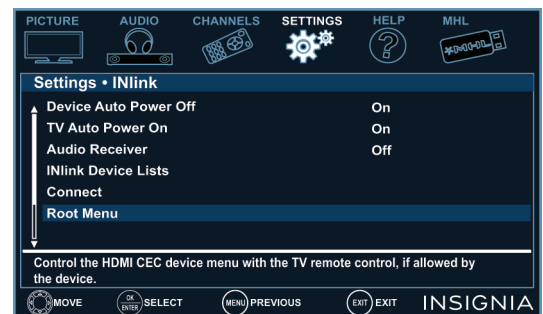 PICTURE AUDIO CHANNELS SETTINGS HELP MHL
MHL
Settings • INlink
Device Auto Power Off On
TV Auto Power On On
Audio Receiver Off
INlink Device Lists
Connect
Root Menu
Control the HDMI CEC device menu with the TV remote control, if allowed by
the device.
MOVE OK ENTER SELECT MENU PREVIOUS EXIT EXIT INSIGNIA